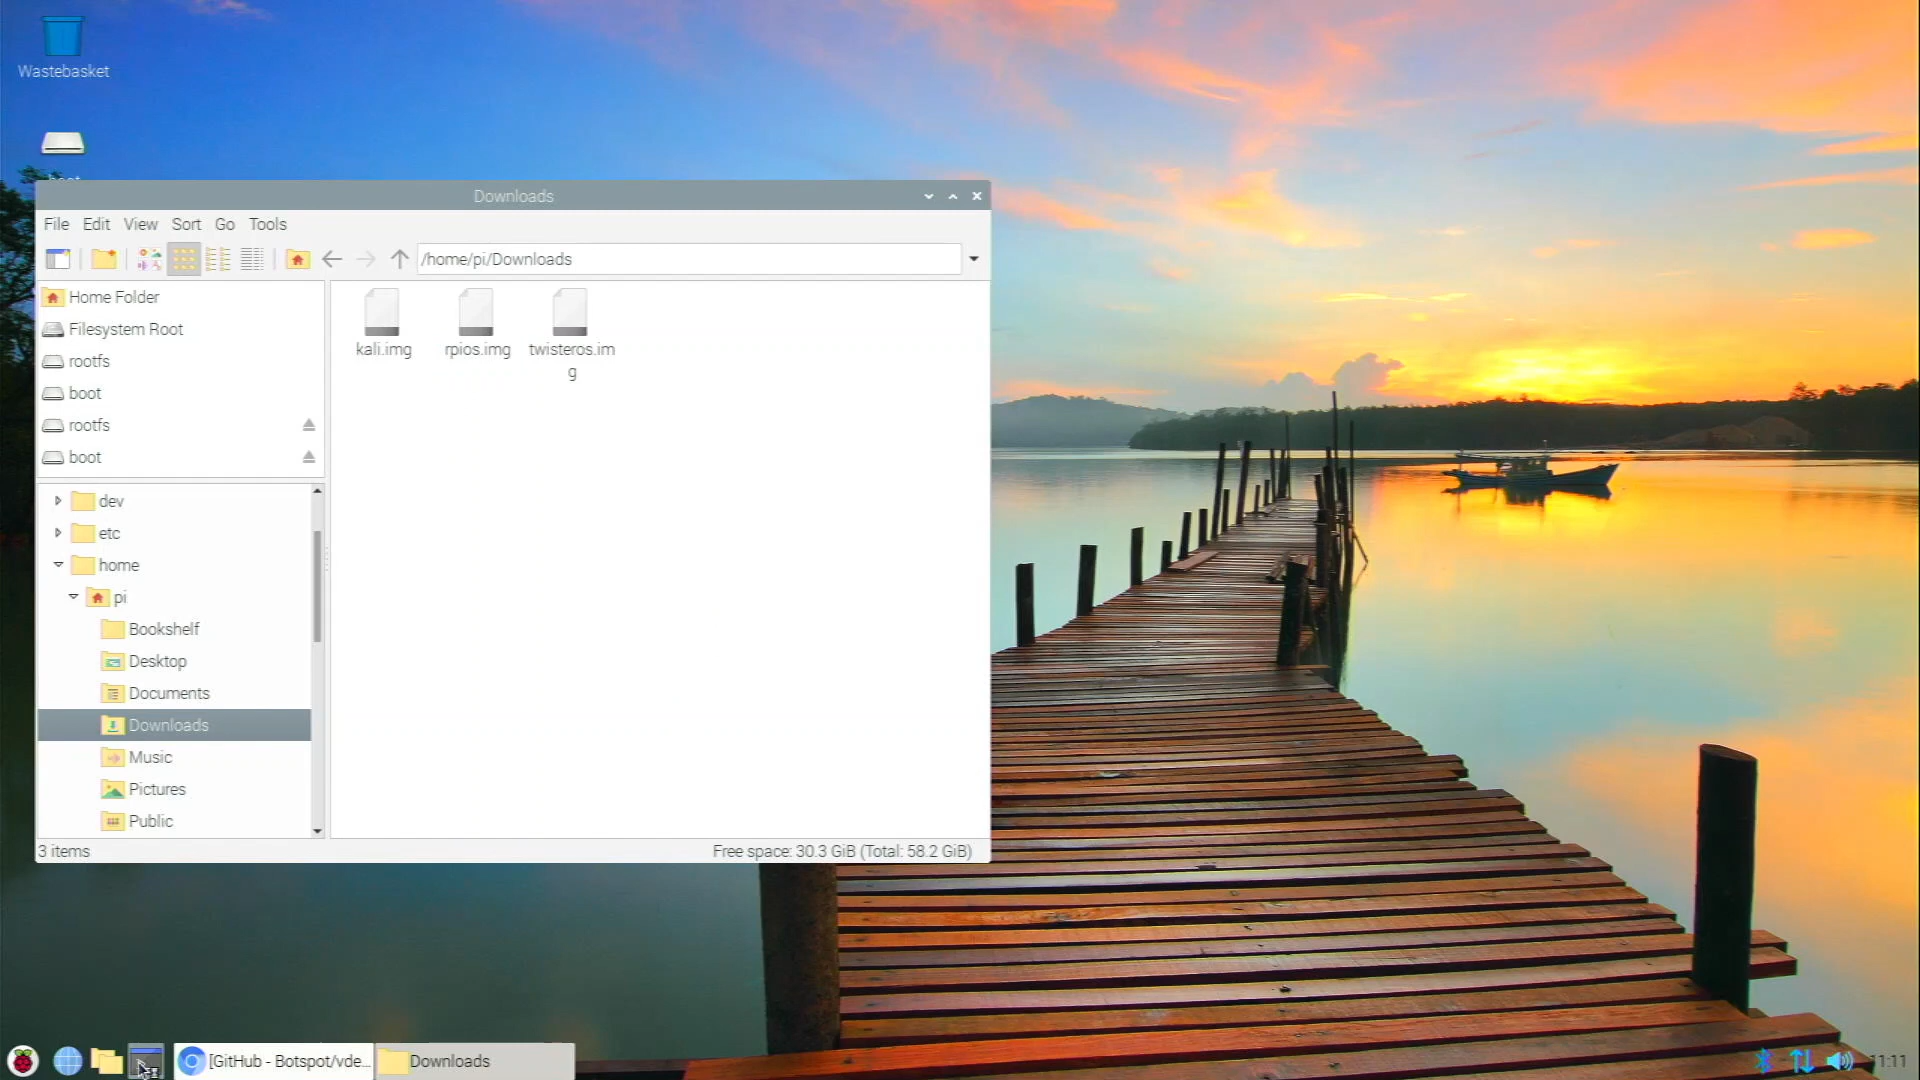 Wastebasket
Downloads
File Edit View Sort Go Tools
/home/pi/Downloads
Home Folder
Filesystem Root
rootfs
boot
rootfs
boot
kali.img
rpios.img
twisteros.im
g
dev
etc
home
pi
Bookshelf
Desktop
Documents
Downloads
Music
Pictures
Public
3 items
Free space: 30.3 GiB (Total: 58.2 GiB)
[GitHub - Botspot/vde...
Downloads
11:11